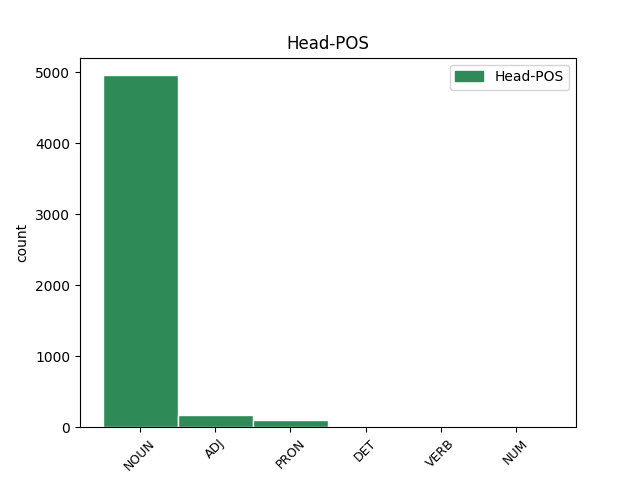 Head-POS
Head-POS
count
5000
4000
3000
2000
1000
0
NOUN
ADJ
PRON
DET
VERB
NUM